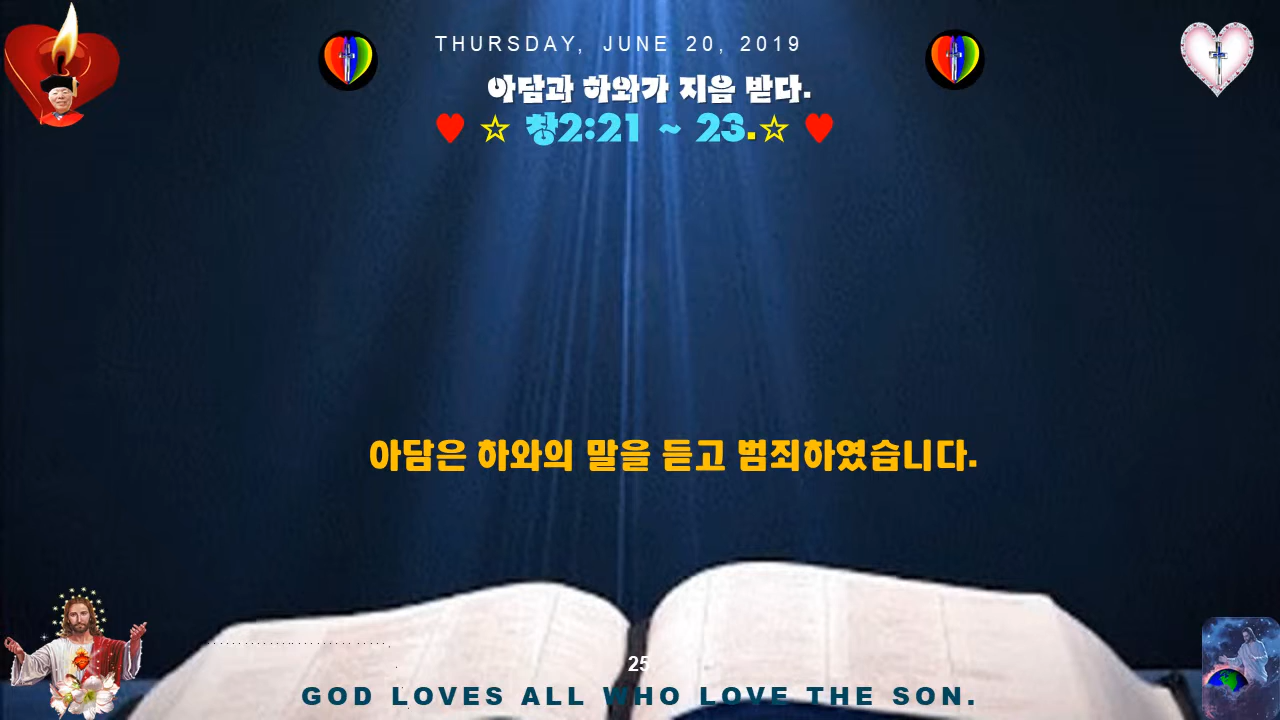 THURSDAY, JUNE 20, 2019
아담과 하와가 지음 받다.
♥ ☆ 창2:21 ~ 23.☆ ♥
아담은 하와의 말을 듣고 범죄하였습니다.
25
GOD LOVES ALL WHO LOVE THE SON.